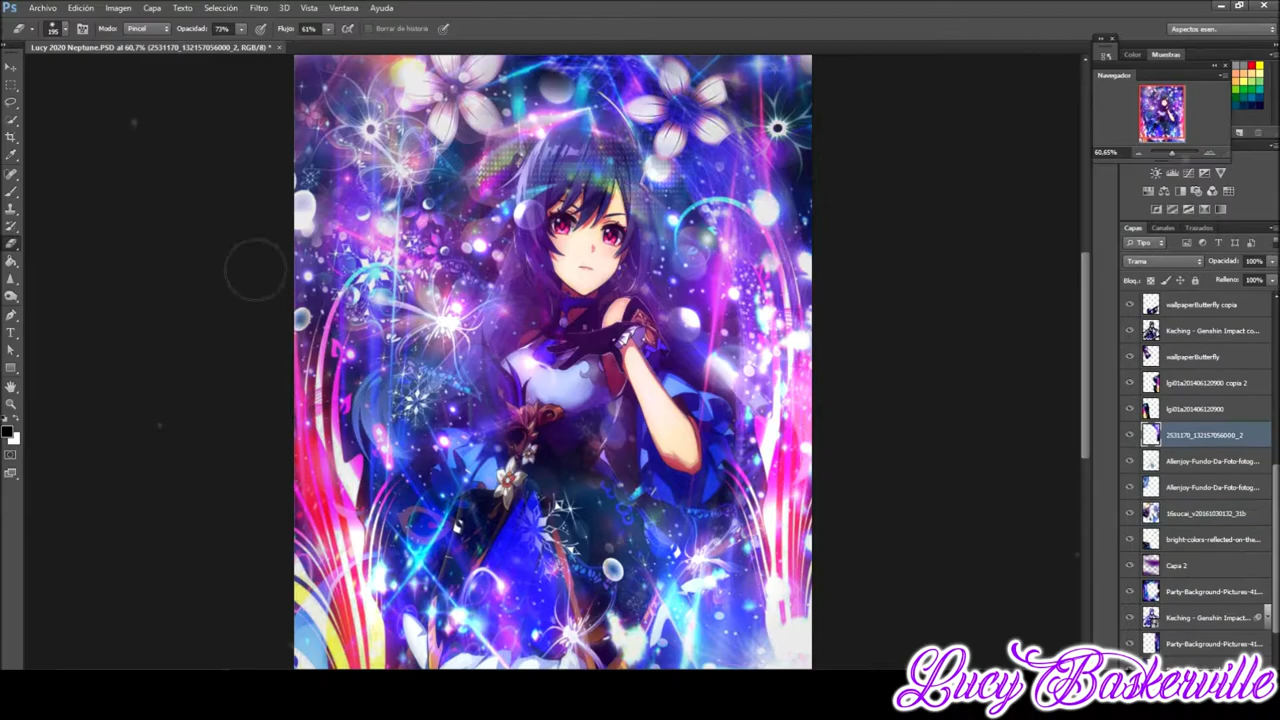 Ps Archivo Edición Imagen Capa Texto Selección Filtro 3D Vista Ventana Ayuda
195 Modo: Pincel Opacidad: 73% Flujo: 61% Borrar de historia Aspectos esen.
Lucy 2020 Neptune.PSD al 60,7% (2531170_132157056000_2, RGB/8) * ×
Color Muestras
Navegador
60,65%
Capas Canales Trazados
Tipo
Trama Opacidad: 100%
Bloq.: Relleno: 100%
wallpaperButterfly copia
Keching - Genshin Impact co...
wallpaperButterfly
lgi01a201406120900 copia 2
lgi01a201406120900
2531170_132157056000_2
Allenjoy-Fundo-Da-Foto-fotog...
Allenjoy-Fundo-Da-Foto-fotog...
16sucai_v20161030132_31b
bright-colors-reflected-on-the...
Capa 2
Party-Background-Pictures-41...
Keching - Genshin Impact...
Party-Background-Pictures-41...
Lucy Baskerville